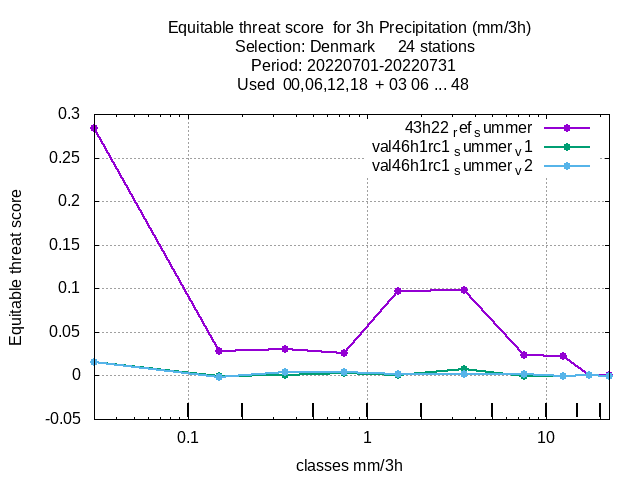 Equitable threat score  for 3h Precipitation (mm/3h)
Selection: Denmark     24 stations
Period: 20220701-20220731
Used  00,06,12,18  + 03 06 ... 48
43h22 ref summer
val46h1rc1 summer v1
val46h1rc1 summer v2
Equitable threat score
0.3
0.25
0.2
0.15
0.1
0.05
0
-0.05
0.1 1 10
classes mm/3h